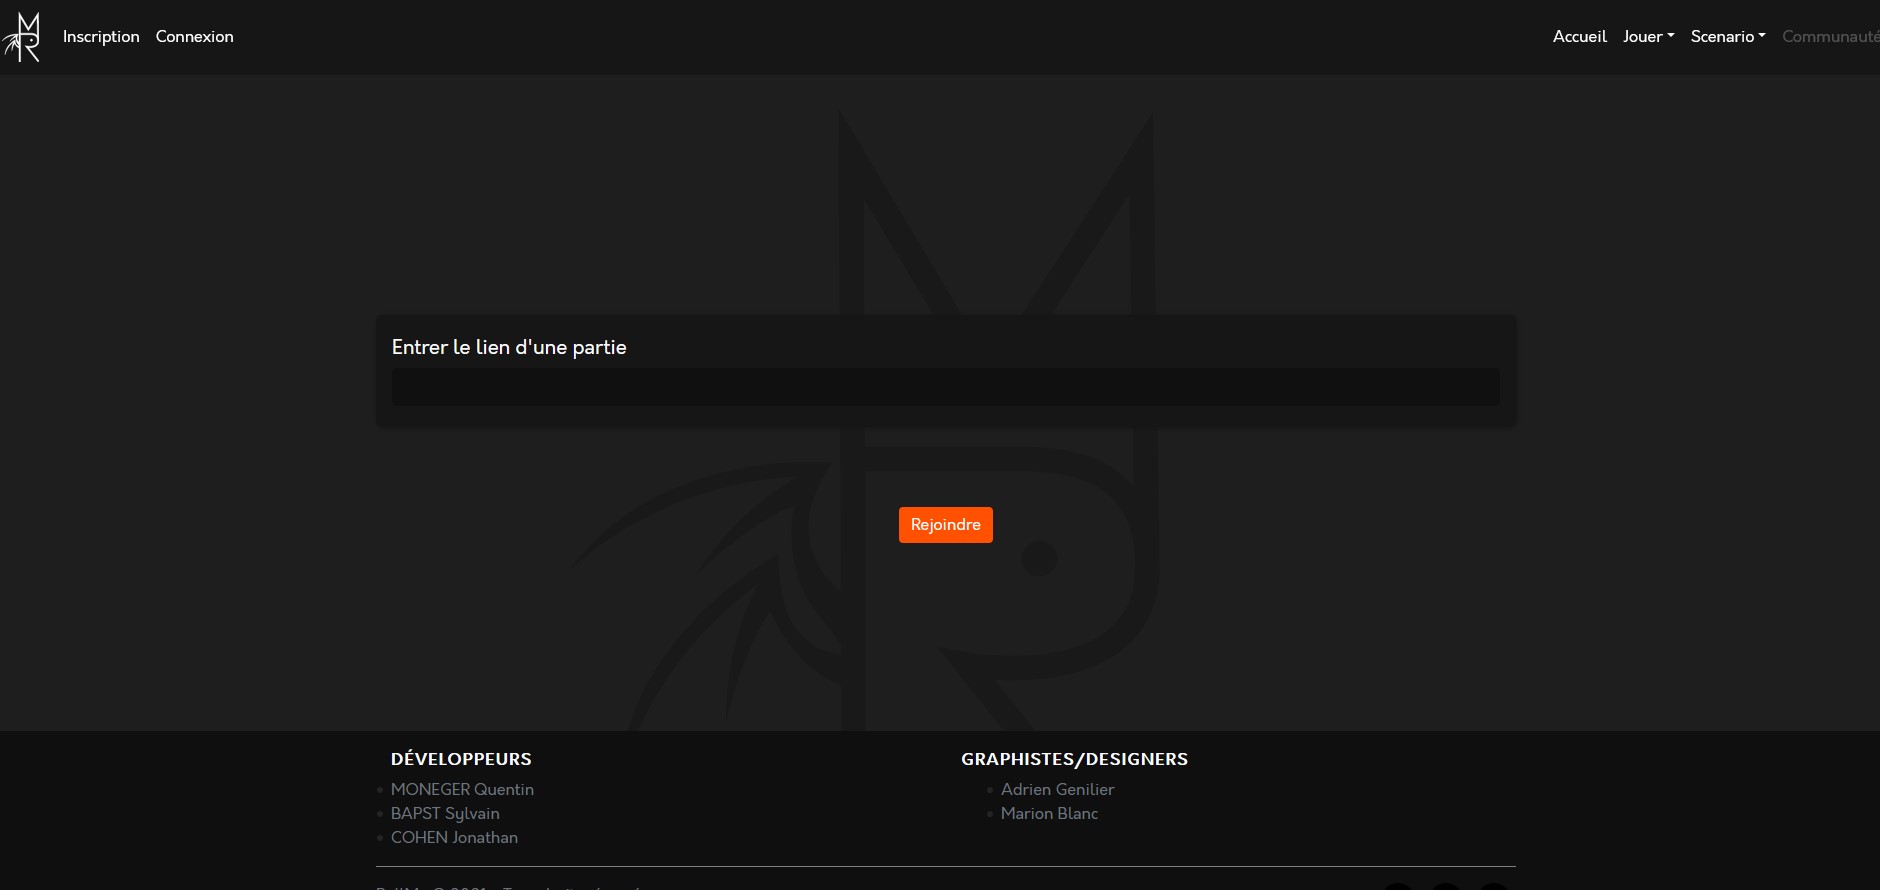 Inscription Connexion Accueil Jouer Scenario Communauté
Entrer le lien d'une partie
Rejoindre
DÉVELOPPEURS GRAPHISTES/DESIGNERS
MONEGER Quentin Adrien Genilier
BAPST Sylvain Marion Blanc
COHEN Jonathan